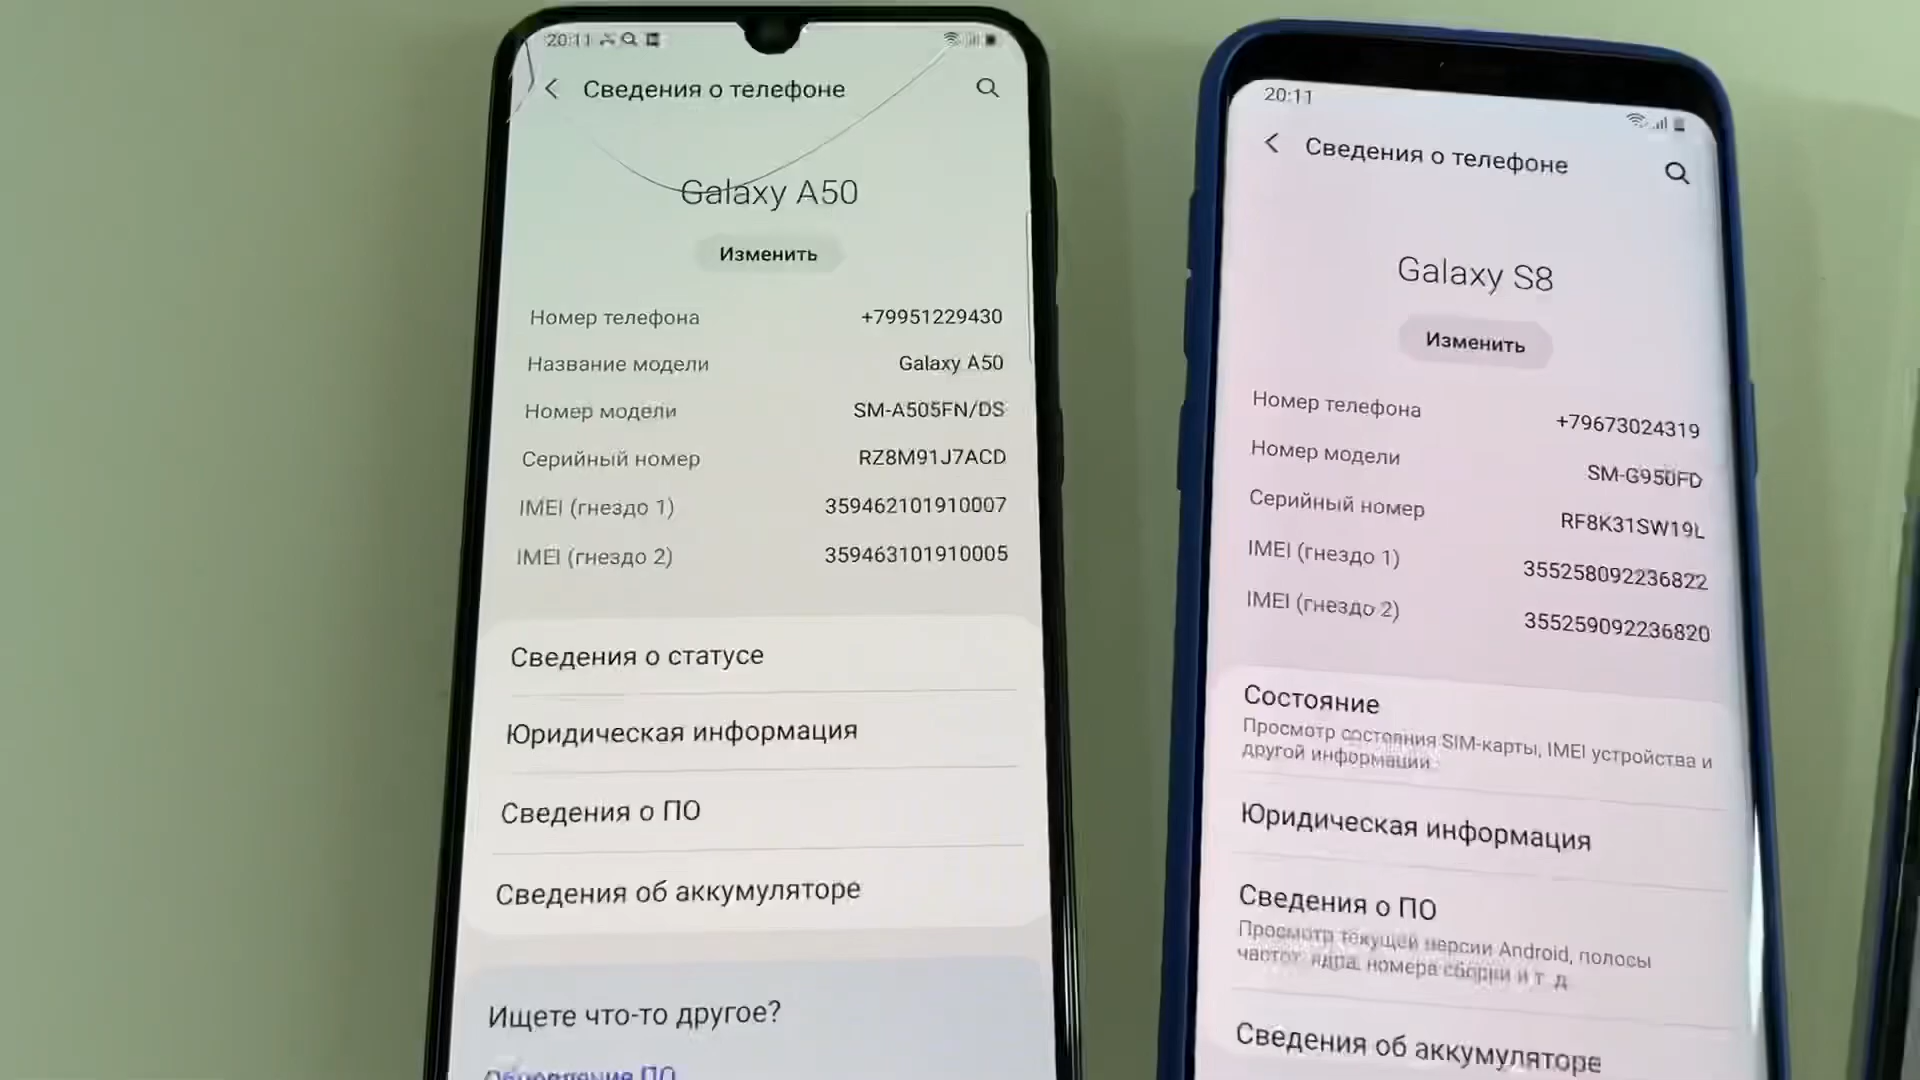 20:11
Сведения о телефоне
Galaxy A50
Изменить
Номер телефона +79951229430
Название модели Galaxy A50
Номер модели SM-A505FN/DS
Серийный номер RZ8M91J7ACD
IMEI (гнездо 1) 359462101910007
IMEI (гнездо 2) 359463101910005
Сведения о статусе
Юридическая информация
Сведения о ПО
Сведения об аккумуляторе
Ищете что-то другое?
Обновление ПО
20:11
Сведения о телефоне
Galaxy S8
Изменить
Номер телефона +79673024319
Номер модели SM-G950FD
Серийный номер RF8K31SW19L
IMEI (гнездо 1) 355258092236822
IMEI (гнездо 2) 355259092236820
Состояние
Просмотр состояния SIM-карты, IMEI устройства и
другой информации.
Юридическая информация
Сведения о ПО
Просмотр текущей версии Android, полосы
частот, ядра, номера сборки и т. д.
Сведения об аккумуляторе